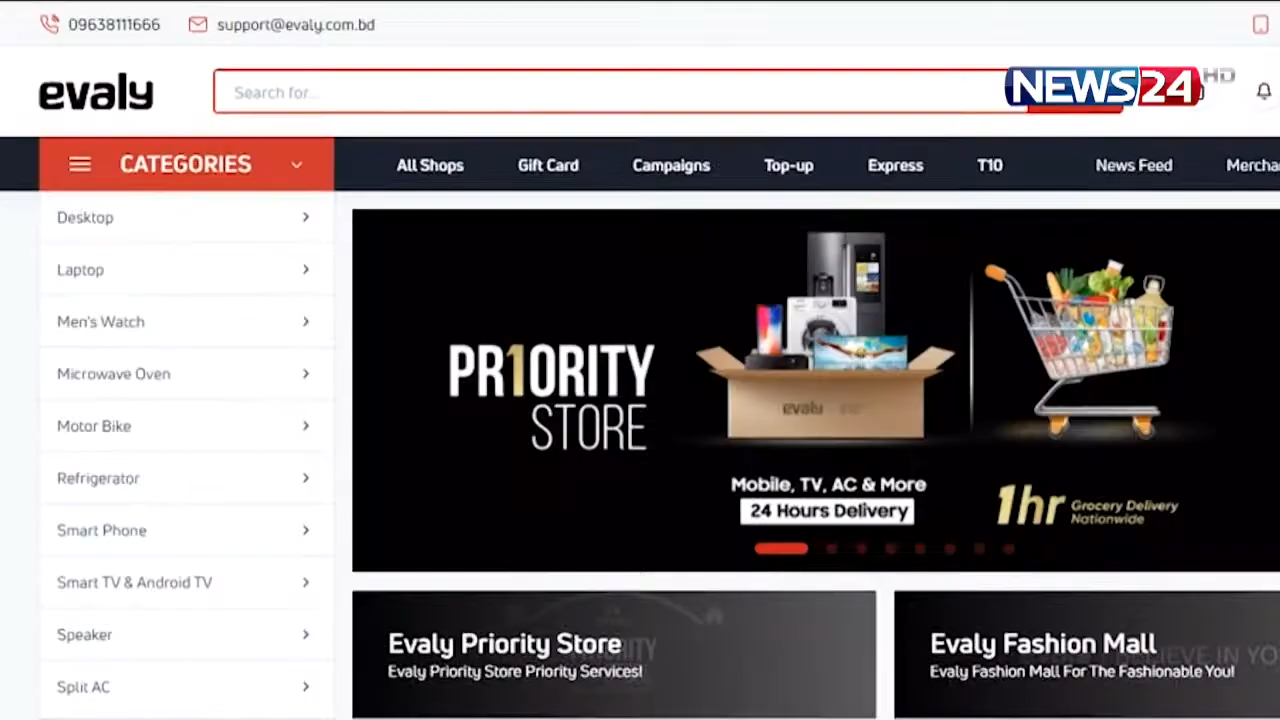 09638111666 support@evaly.com.bd
evaly
Search for...
NEWS24 HD
CATEGORIES
All Shops Gift Card Campaigns Top-up Express T10 News Feed Mercha
Desktop
Laptop
Men's Watch
Microwave Oven
Motor Bike
Refrigerator
Smart Phone
Smart TV & Android TV
Speaker
Split AC
PR1ORITY
STORE
evaly
Mobile, TV, AC & More
24 Hours Delivery
1hr Grocery Delivery
Nationwide
Evaly Priority Store
Evaly Priority Store Priority Services!
Evaly Fashion Mall
Evaly Fashion Mall For The Fashionable You!